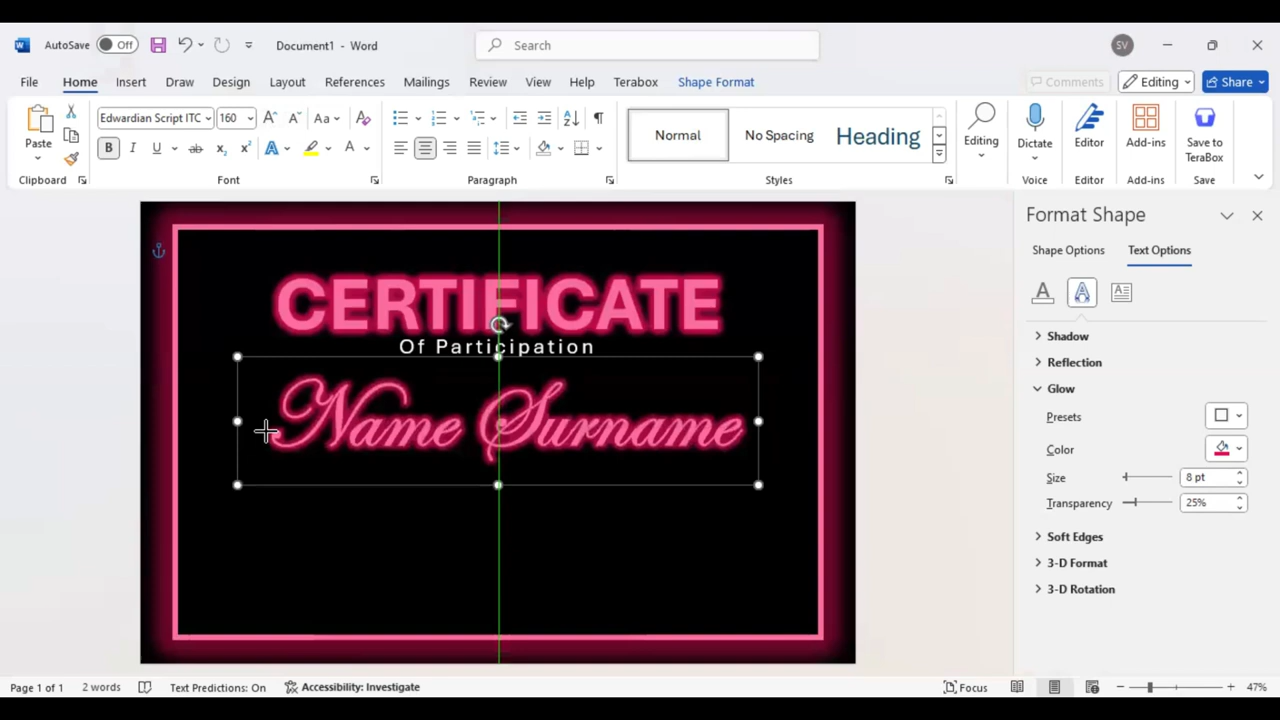 AutoSave Off Document1 - Word Search SV
File Home Insert Draw Design Layout References Mailings Review View Help Terabox Shape Format Comments Editing Share
Edwardian Script ITC 160 Aa
Paste B I U ab x₂ x² A A Normal No Spacing Heading Editing Dictate Editor Add-ins Save to TeraBox
Clipboard Font Paragraph Styles Voice Editor Add-ins Save
CERTIFICATE
Of Participation
Name Surname
Format Shape
Shape Options Text Options
Shadow
Reflection
Glow
Presets
Color
Size 8 pt
Transparency 25%
Soft Edges
3-D Format
3-D Rotation
Page 1 of 1 2 words Text Predictions: On Accessibility: Investigate Focus 47%